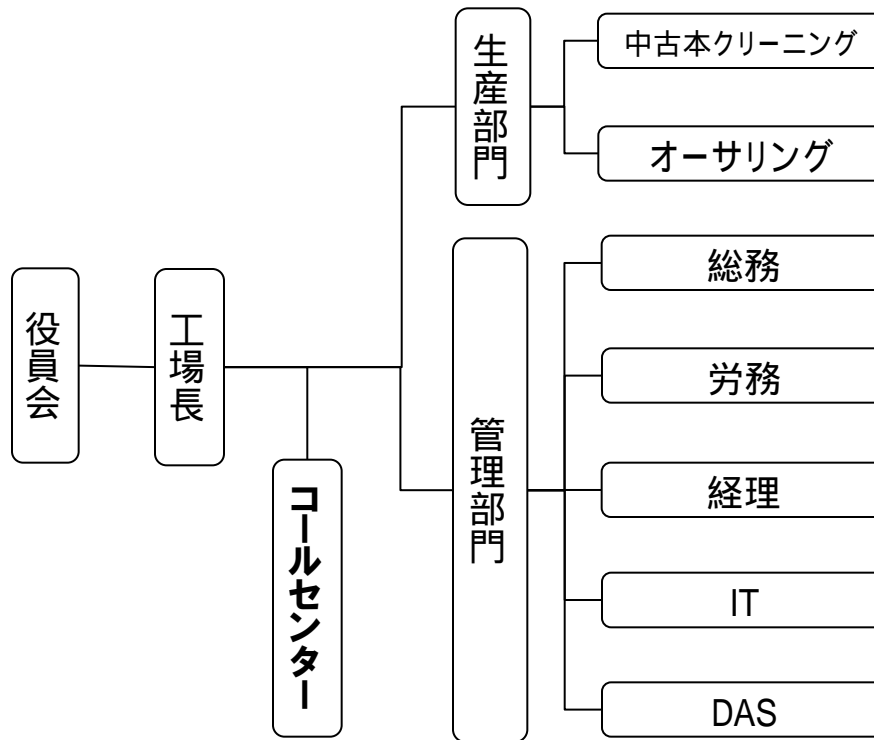 役員会
工場長
コールセンター
生産部門
中古本クリーニング
オーサリング
管理部門
総務
労務
経理
IT
DAS